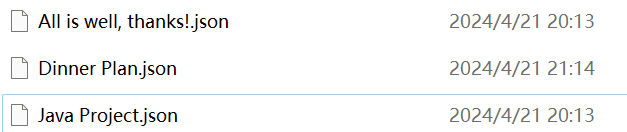 All is well, thanks!.json 2024/4/21 20:13
Dinner Plan.json 2024/4/21 21:14
Java Project.json 2024/4/21 20:13